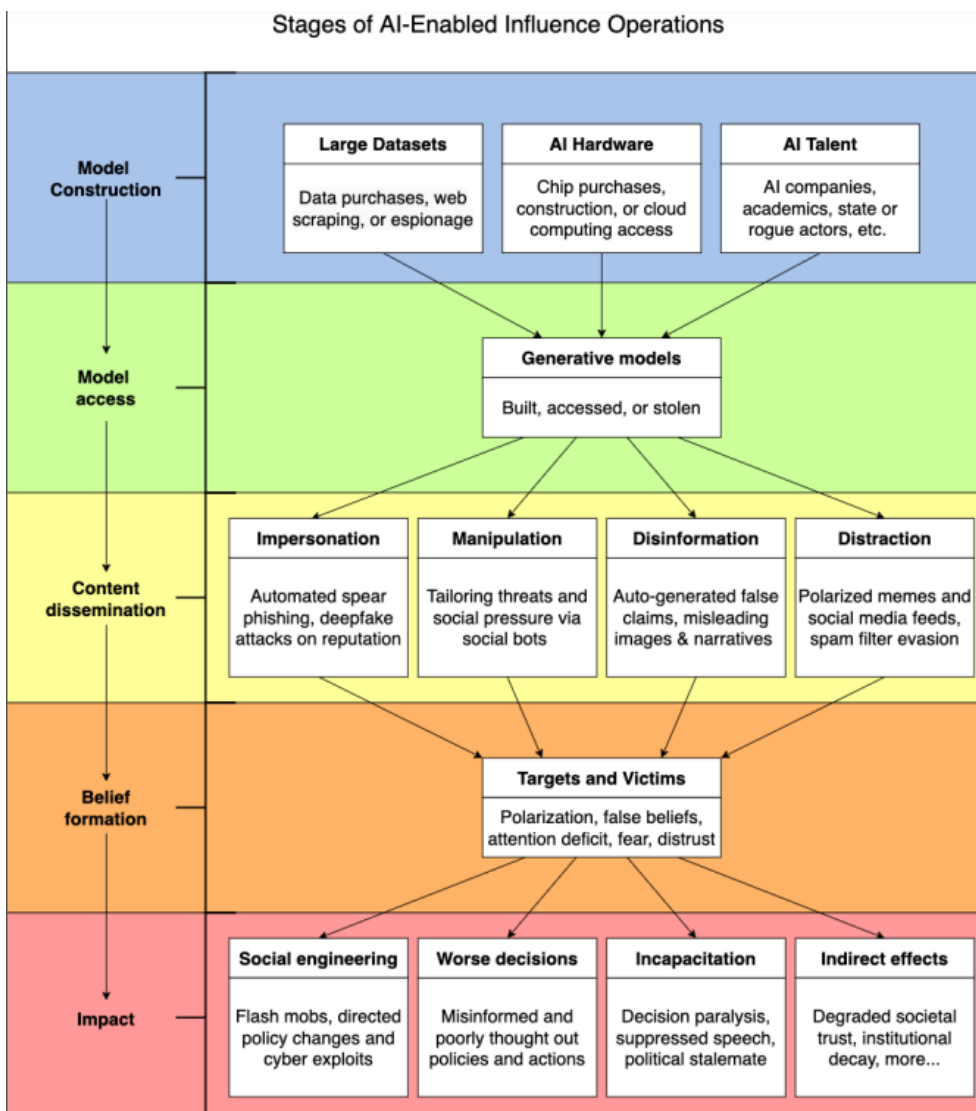 Stages of AI-Enabled Influence Operations
Model
Construction
Large Datasets
Data purchases, web
scraping, or espionage
AI Hardware
Chip purchases,
construction, or cloud
computing access
AI Talent
AI companies,
academics, state or
rogue actors, etc.
Model
access
Generative models
Built, accessed, or stolen
Content
dissemination
Impersonation
Automated spear
phishing, deepfake
attacks on reputation
Manipulation
Tailoring threats and
social pressure via
social bots
Disinformation
Auto-generated false
claims, misleading
images & narratives
Distraction
Polarized memes and
social media feeds,
spam filter evasion
Belief
formation
Targets and Victims
Polarization, false beliefs,
attention deficit, fear, distrust
Impact
Social engineering
Flash mobs, directed
policy changes and
cyber exploits
Worse decisions
Misinformed and
poorly thought out
policies and actions
Incapacitation
Decision paralysis,
suppressed speech,
political stalemate
Indirect effects
Degraded societal
trust, institutional
decay, more...